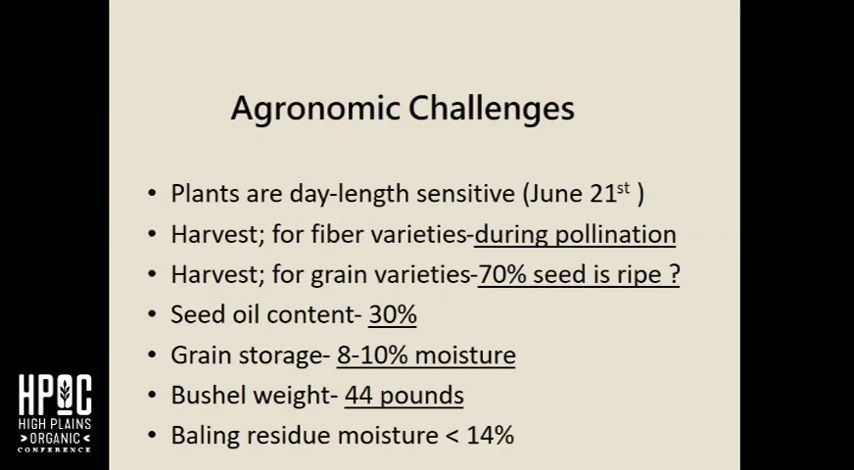 Agronomic Challenges
• Plants are day-length sensitive (June 21st )
• Harvest; for fiber varieties-during pollination
• Harvest; for grain varieties-70% seed is ripe ?
• Seed oil content- 30%
• Grain storage- 8-10% moisture
• Bushel weight- 44 pounds
• Baling residue moisture < 14%
HPOC
HIGH PLAINS
>ORGANIC<
CONFERENCE